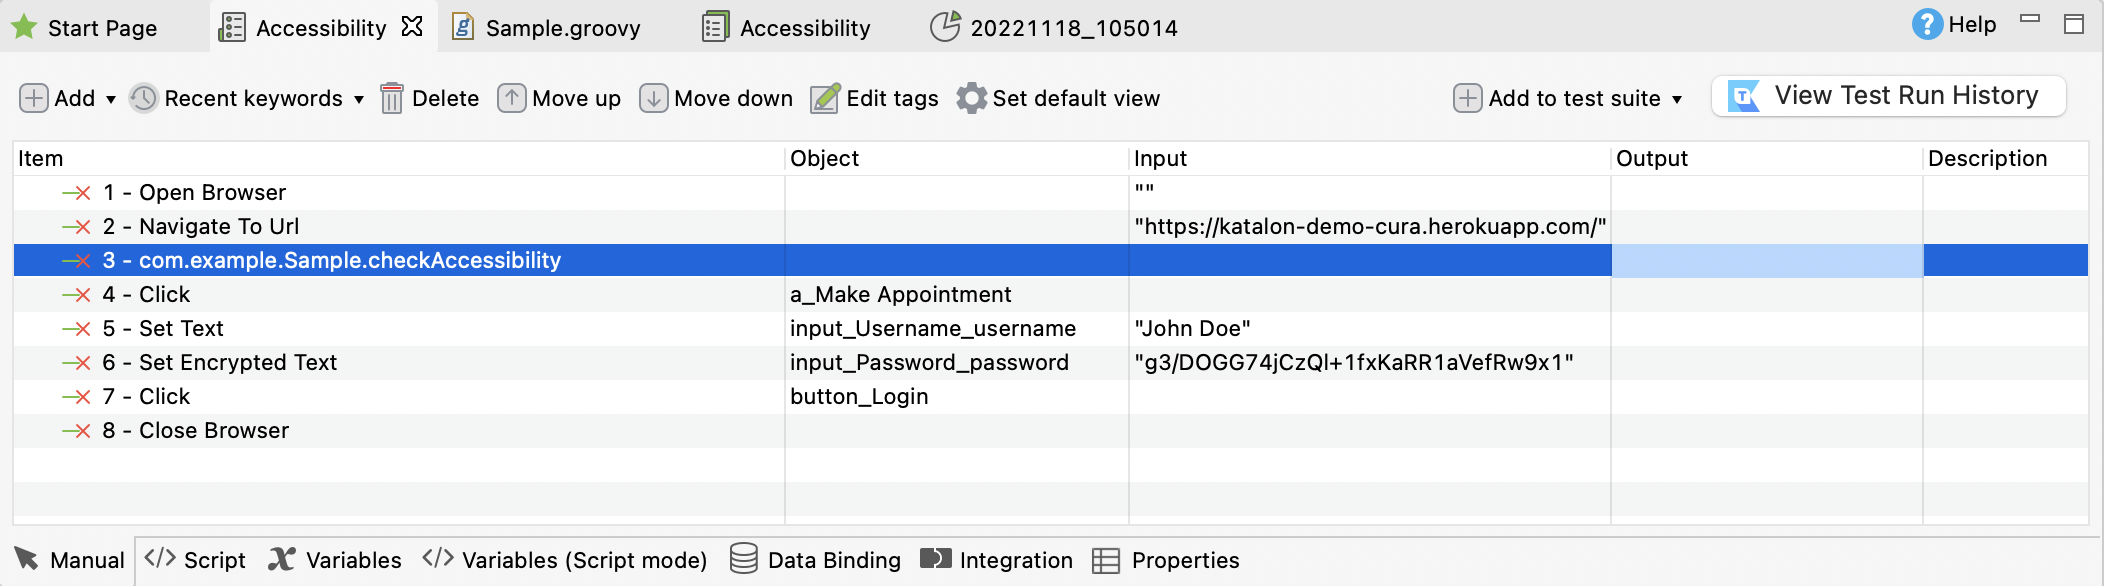 Start Page Accessibility Sample.groovy Accessibility 20221118_105014 ? Help
Add Recent keywords Delete Move up Move down Edit tags Set default view Add to test suite View Test Run History
Item Object Input Output Description
1 - Open Browser ""
2 - Navigate To Url "https://katalon-demo-cura.herokuapp.com/"
3 - com.example.Sample.checkAccessibility
4 - Click a_Make Appointment
5 - Set Text input_Username_username "John Doe"
6 - Set Encrypted Text input_Password_password "g3/DOGG74jCzQl+1fxKaRR1aVefRw9x1"
7 - Click button_Login
8 - Close Browser
Manual </> Script x Variables </> Variables (Script mode) Data Binding Integration Properties